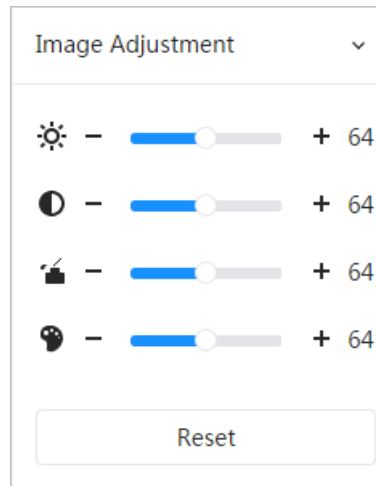 Image Adjustment
− + 64
− + 64
− + 64
− + 64
Reset